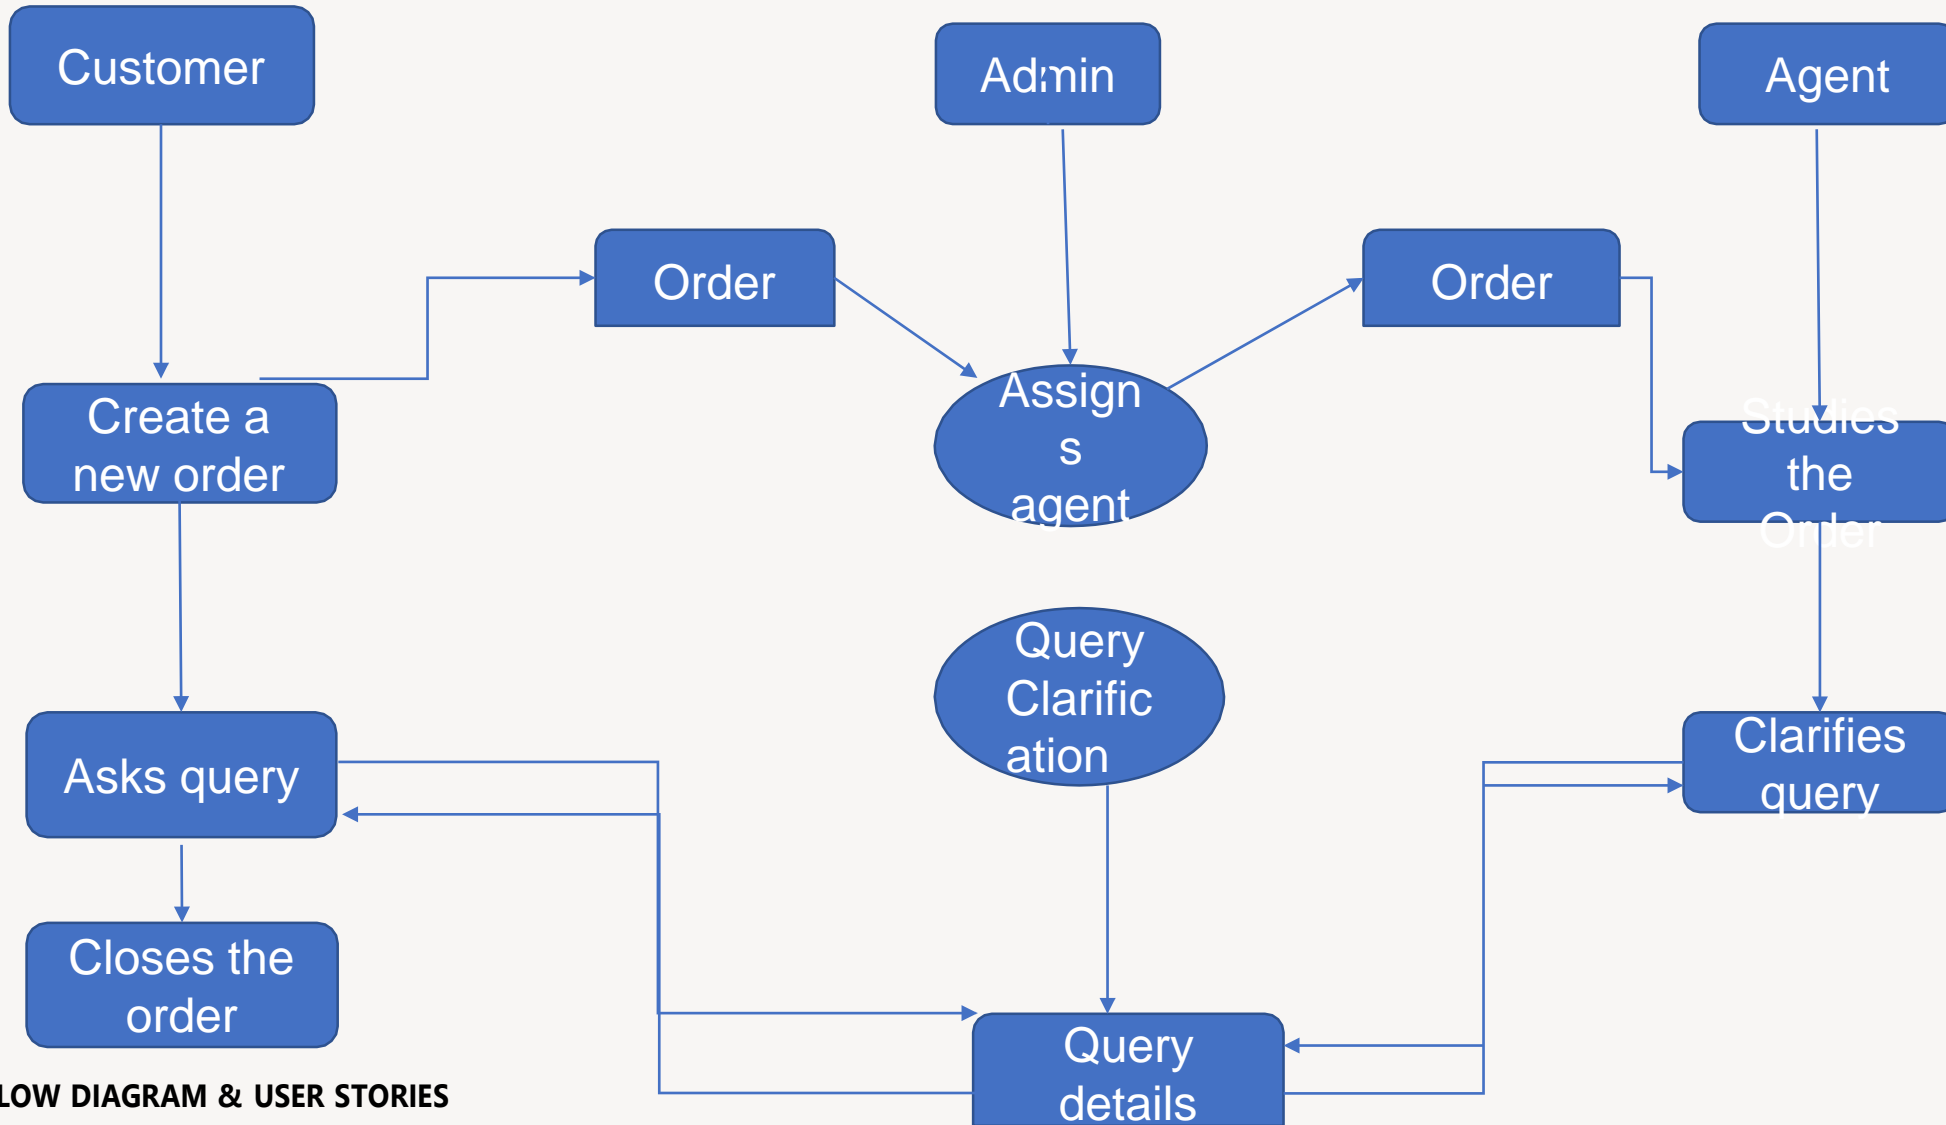 Customer
Admin
Agent
Order
Order
Create a
new order
Assign
s
agent
Studies
the
Order
Query
Clarific
ation
Asks query
Clarifies
query
Closes the
order
Query
details
LOW DIAGRAM & USER STORIES